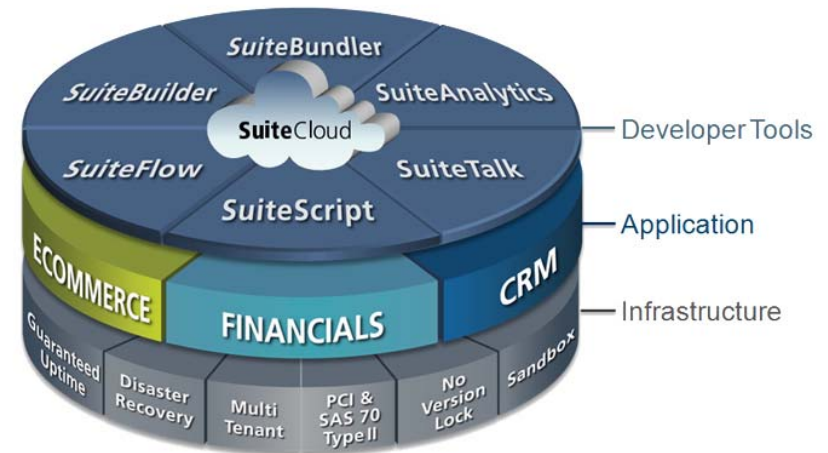 SuiteBundler
SuiteBuilder
SuiteAnalytics
SuiteCloud
Developer Tools
SuiteFlow
SuiteTalk
SuiteScript
Application
ECOMMERCE
FINANCIALS
CRM
Infrastructure
Guaranteed
Uptime
Disaster
Recovery
Multi
Tenant
PCI &
SAS 70
Type II
No
Version
Lock
Sandbox